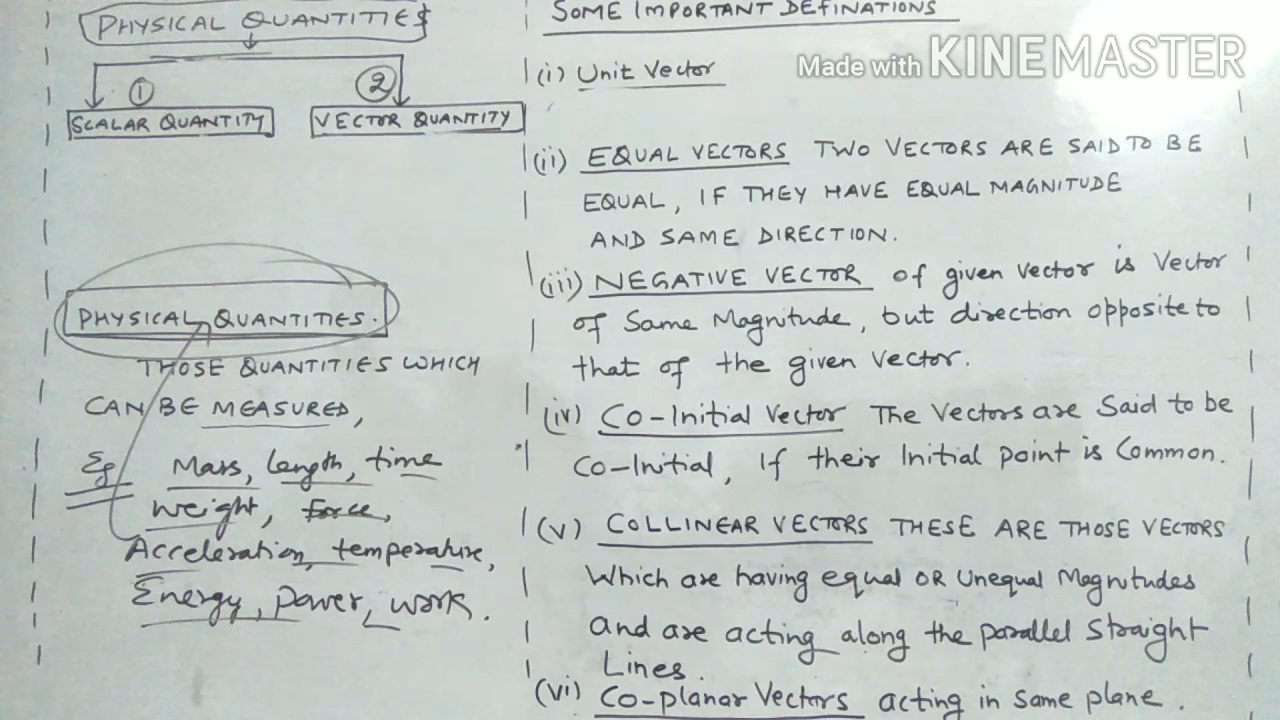 PHYSICAL QUANTITIES
① ②
SCALAR QUANTITY VECTOR QUANTITY
PHYSICAL QUANTITIES.
THOSE QUANTITIES WHICH
CAN BE MEASURED,
Eg Mass, length, time
weight, force,
Acceleration, temperature,
Energy, power, work.
SOME IMPORTANT DEFINATIONS
Made with KINEMASTER
(i) Unit Vector
(ii) EQUAL VECTORS TWO VECTORS ARE SAID TO BE
EQUAL, IF THEY HAVE EQUAL MAGNITUDE
AND SAME DIRECTION.
(iii) NEGATIVE VECTOR of given vector is Vector
of Same Magnitude, but direction opposite to
that of the given vector.
(iv) Co-Initial Vector The Vectors are Said to be
Co-Initial, If their Initial point is Common.
(v) COLLINEAR VECTORS THESE ARE THOSE VECTORS
Which are having equal OR Unequal Magnitudes
and are acting along the parallel Straight
Lines.
(vi) Co-planar Vectors acting in same plane.